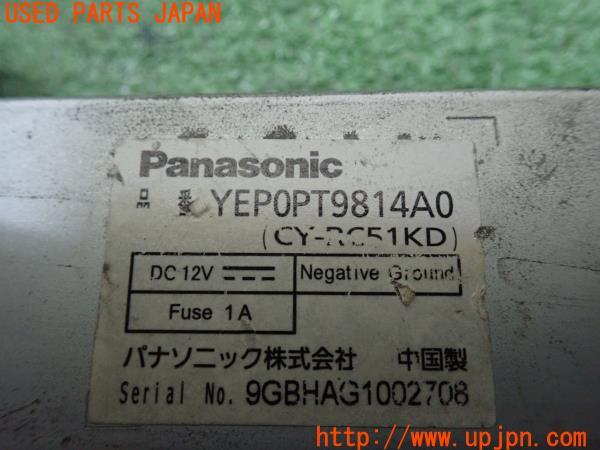 USED PARTS JAPAN
Panasonic
品番 YEP0PT9814A0
(CY-RC51KD)
DC 12V Negative Ground
Fuse 1A
パナソニック株式会社 中国製
Serial No. 9GBHAG1002708
http://www.upjpn.com/